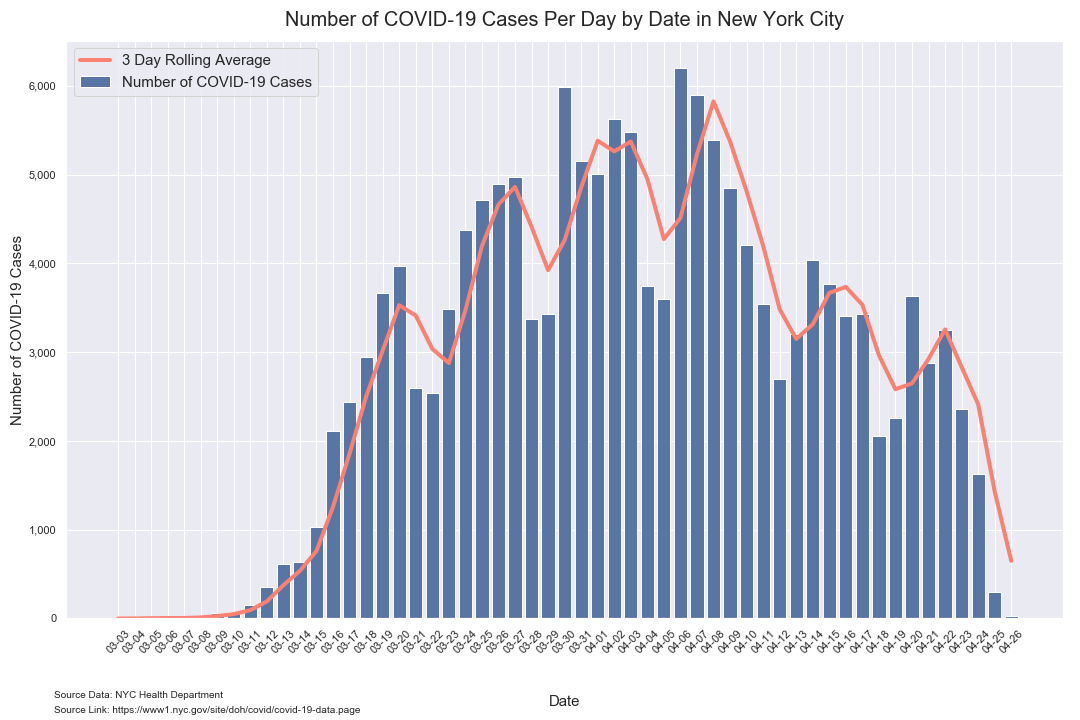 Number of COVID-19 Cases Per Day by Date in New York City
3 Day Rolling Average
Number of COVID-19 Cases
Number of COVID-19 Cases
6,000
5,000
4,000
3,000
2,000
1,000
0
03-03 03-04 03-05 03-06 03-07 03-08 03-09 03-10 03-11 03-12 03-13 03-14 03-15 03-16 03-17 03-18 03-19 03-20 03-21 03-22 03-23 03-24 03-25 03-26 03-27 03-28 03-29 03-30 03-31 04-01 04-02 04-03 04-04 04-05 04-06 04-07 04-08 04-09 04-10 04-11 04-12 04-13 04-14 04-15 04-16 04-17 04-18 04-19 04-20 04-21 04-22 04-23 04-24 04-25 04-26
Date
Source Data: NYC Health Department
Source Link: https://www1.nyc.gov/site/doh/covid/covid-19-data.page